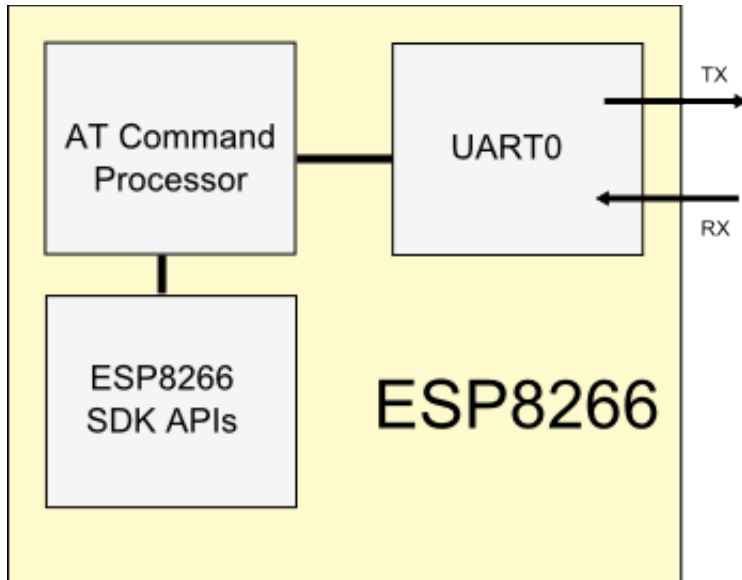 AT Command
Processor
UART0
TX
RX
ESP8266
SDK APIs
ESP8266